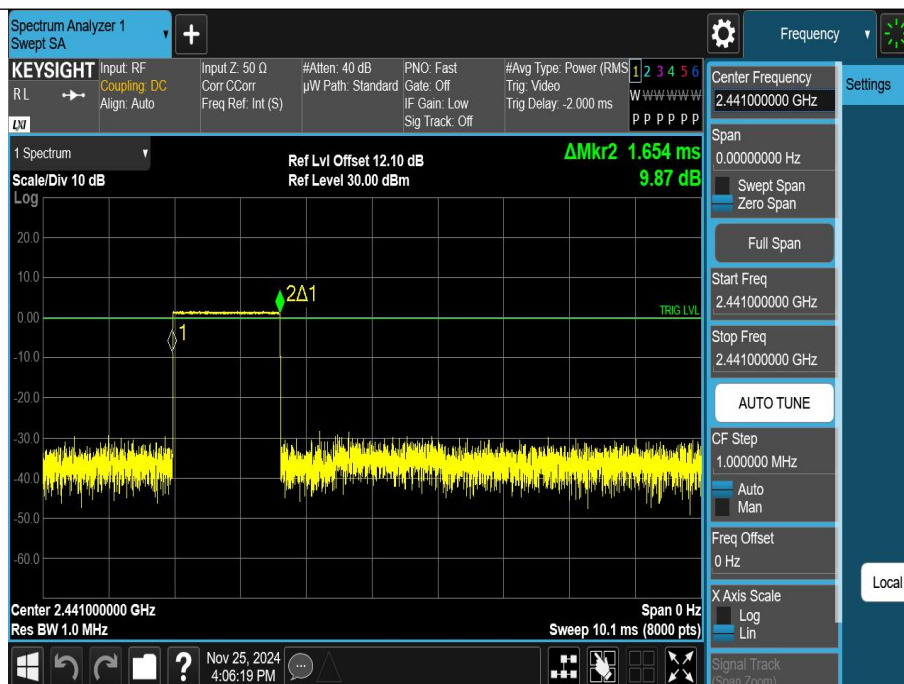 Spectrum Analyzer 1
Swept SA
+
Frequency
KEYSIGHT
RL
LXI
Input: RF
Coupling: DC
Align: Auto
Input Z: 50 Ω
Corr CCorr
Freq Ref: Int (S)
#Atten: 40 dB
µW Path: Standard
PNO: Fast
Gate: Off
IF Gain: Low
Sig Track: Off
#Avg Type: Power (RMS
Trig: Video
Trig Delay: -2.000 ms
1 2 3 4 5 6
W W W W W W
P P P P P P
1 Spectrum
Scale/Div 10 dB
Log
Ref Lvl Offset 12.10 dB
Ref Level 30.00 dBm
ΔMkr2 1.654 ms
9.87 dB
20.0
10.0
0.00
-10.0
-20.0
-30.0
-40.0
-50.0
-60.0
2Δ1
1
TRIG LVL
Center 2.441000000 GHz
Res BW 1.0 MHz
Span 0 Hz
Sweep 10.1 ms (8000 pts)
Nov 25, 2024
4:06:19 PM
?
Center Frequency
2.441000000 GHz
Span
0.00000000 Hz
Swept Span
Zero Span
Full Span
Start Freq
2.441000000 GHz
Stop Freq
2.441000000 GHz
AUTO TUNE
CF Step
1.000000 MHz
Auto
Man
Freq Offset
0 Hz
X Axis Scale
Log
Lin
Signal Track
(Span Zoom)
Settings
Local